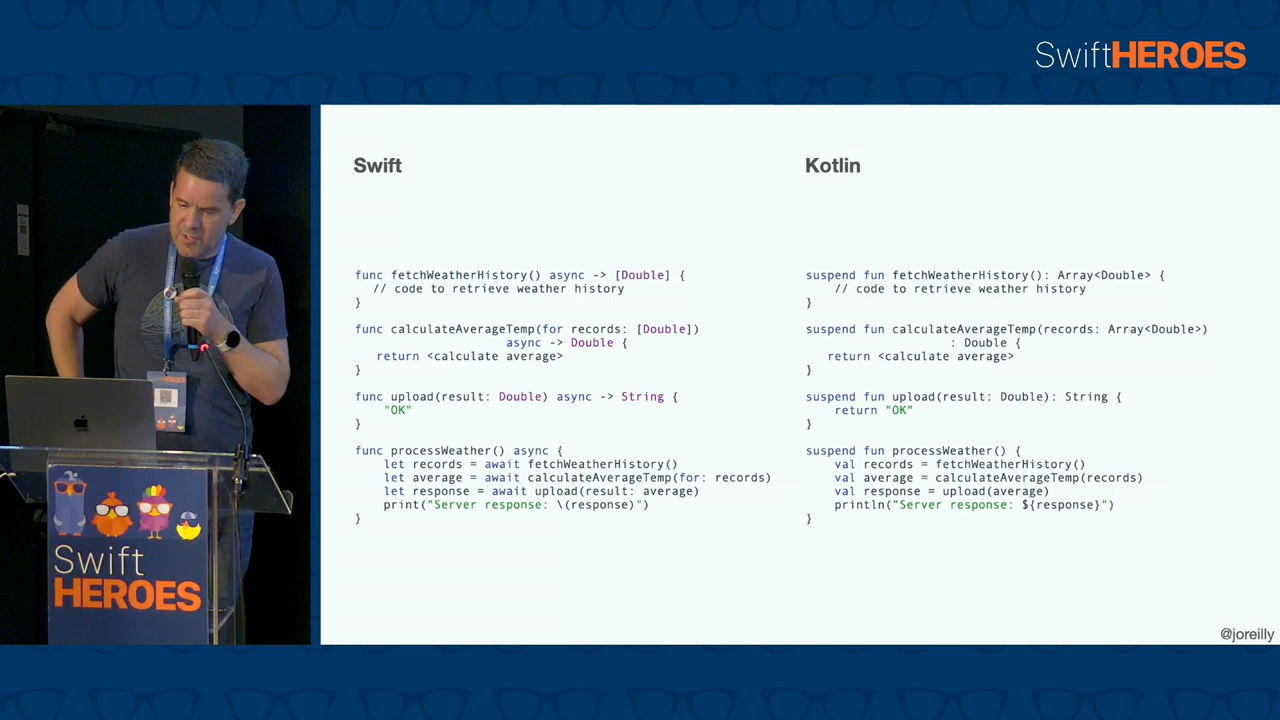 SwiftHEROES
Swift
func fetchWeatherHistory() async -> [Double] {
// code to retrieve weather history
}
func calculateAverageTemp(for records: [Double])
async -> Double {
return <calculate average>
}
func upload(result: Double) async -> String {
"OK"
}
func processWeather() async {
let records = await fetchWeatherHistory()
let average = await calculateAverageTemp(for: records)
let response = await upload(result: average)
print("Server response: \(response)")
}
Kotlin
suspend fun fetchWeatherHistory(): Array<Double> {
// code to retrieve weather history
}
suspend fun calculateAverageTemp(records: Array<Double>)
: Double {
return <calculate average>
}
suspend fun upload(result: Double): String {
return "OK"
}
suspend fun processWeather() {
val records = fetchWeatherHistory()
val average = calculateAverageTemp(records)
val response = upload(average)
println("Server response: ${response}")
}
@joreilly
Swift
HEROES